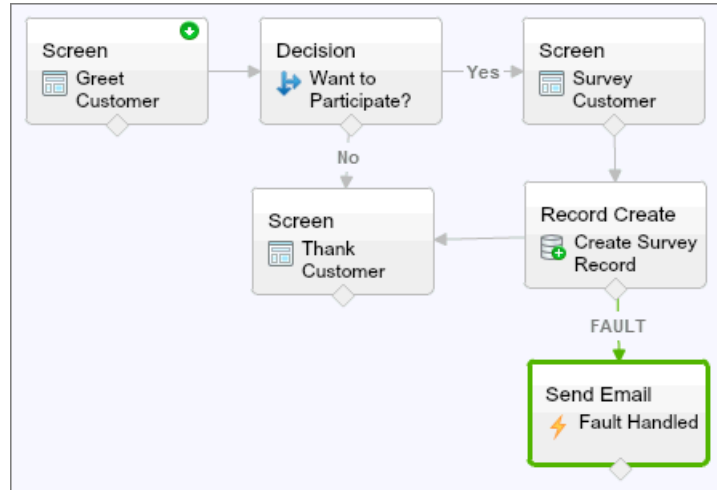 Screen
Greet
Customer
Decision
Want to
Participate?
Yes
Screen
Survey
Customer
No
Screen
Thank
Customer
Record Create
Create Survey
Record
FAULT
Send Email
Fault Handled